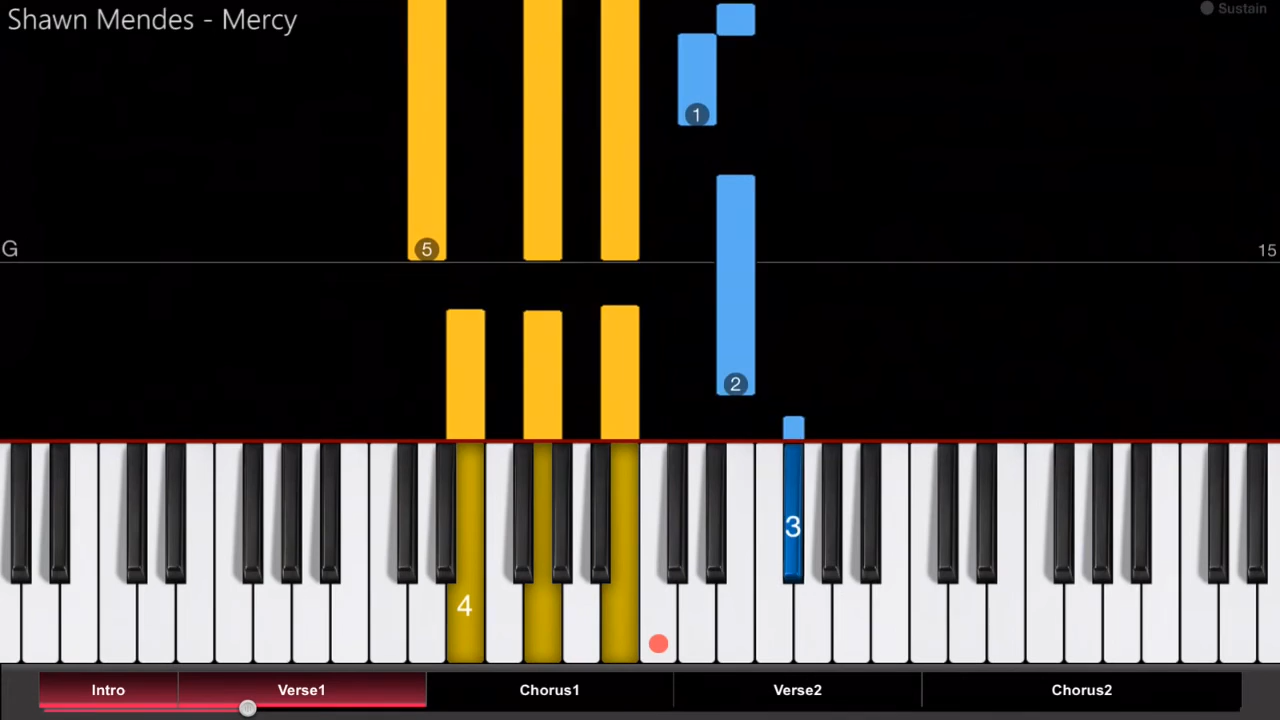 Shawn Mendes - Mercy
Sustain
1
G
5
15
2
3
4
Intro
Verse1
Chorus1
Verse2
Chorus2